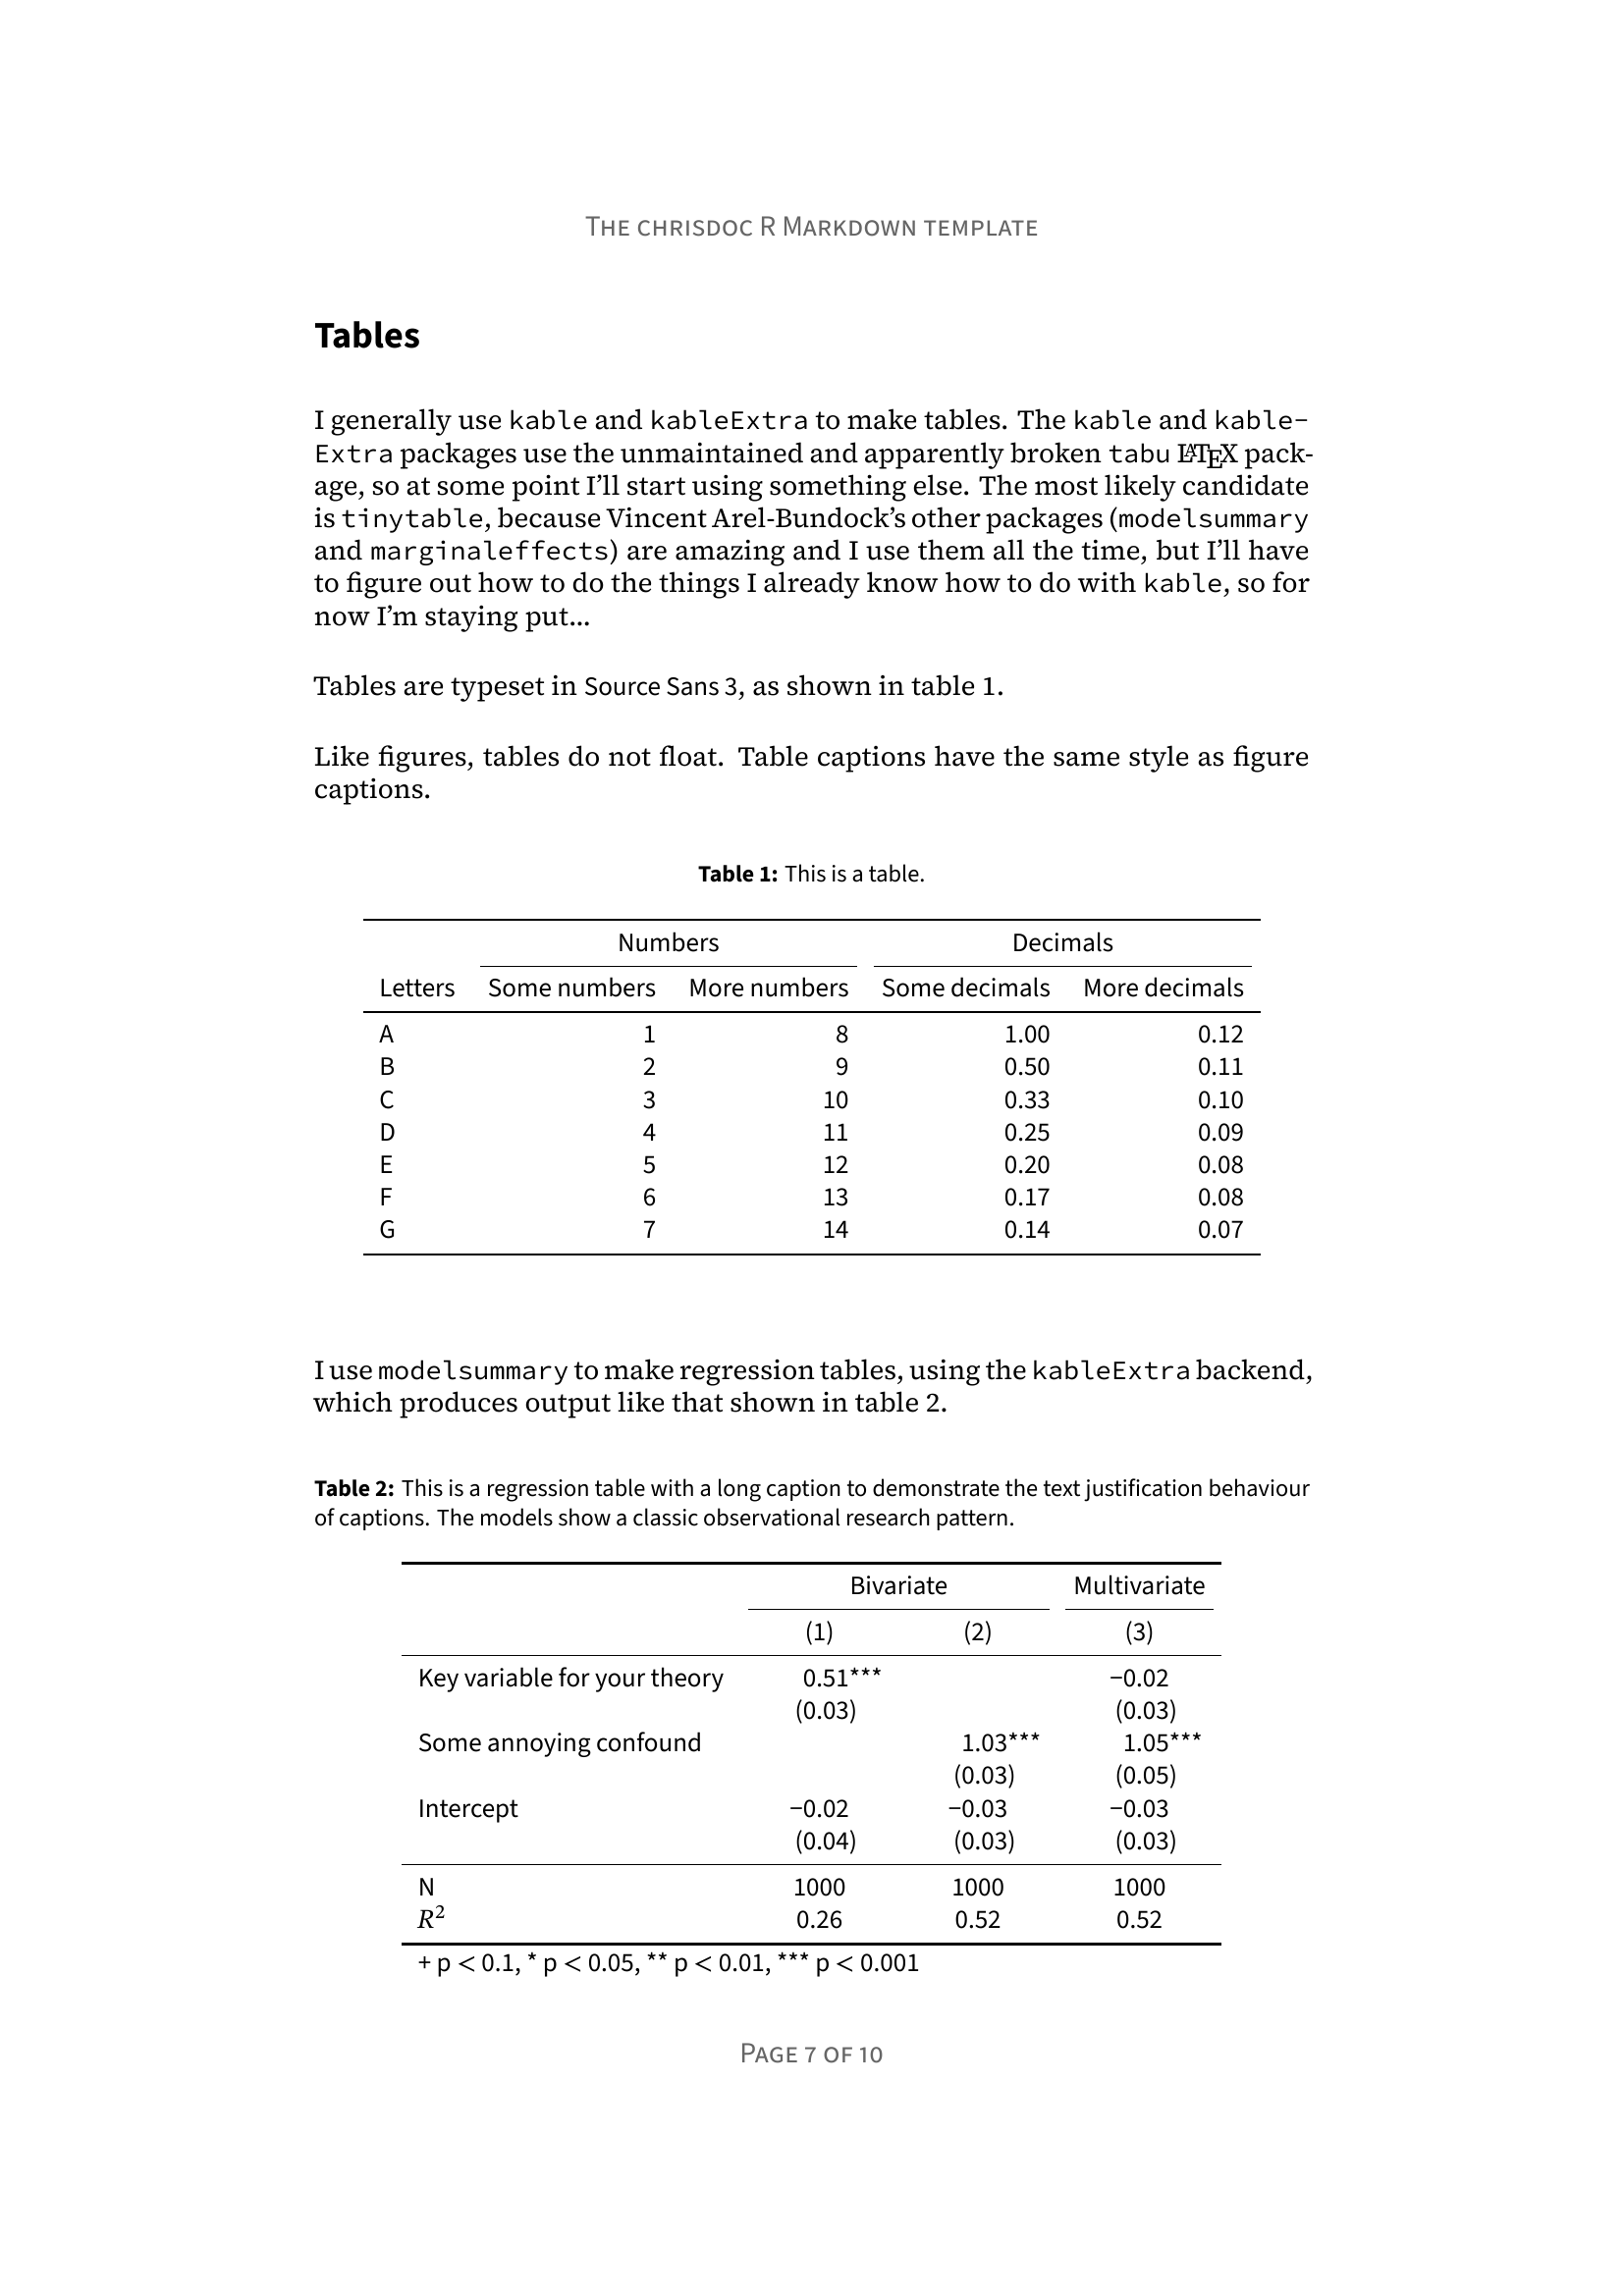 The chrisdoc R Markdown template
Tables
I generally use kable and kableExtra to make tables. The kable and kable-
Extra packages use the unmaintained and apparently broken tabu LATEX pack-
age, so at some point I’ll start using something else. The most likely candidate
is tinytable, because Vincent Arel-Bundock’s other packages (modelsummary
and marginaleffects) are amazing and I use them all the time, but I’ll have
to figure out how to do the things I already know how to do with kable, so for
now I’m staying put…
Tables are typeset in Source Sans 3, as shown in table 1.
Like figures, tables do not float. Table captions have the same style as figure
captions.
Table 1: This is a table.
Numbers Decimals
Letters Some numbers More numbers Some decimals More decimals
A 1 8 1.00 0.12
B 2 9 0.50 0.11
C 3 10 0.33 0.10
D 4 11 0.25 0.09
E 5 12 0.20 0.08
F 6 13 0.17 0.08
G 7 14 0.14 0.07
I use modelsummary to make regression tables, using the kableExtra backend,
which produces output like that shown in table 2.
Table 2: This is a regression table with a long caption to demonstrate the text justification behaviour
of captions. The models show a classic observational research pattern.
Bivariate Multivariate
(1) (2) (3)
Key variable for your theory 0.51*** −0.02
(0.03) (0.03)
Some annoying confound 1.03*** 1.05***
(0.03) (0.05)
Intercept −0.02 −0.03 −0.03
(0.04) (0.03) (0.03)
N 1000 1000 1000
R² 0.26 0.52 0.52
+ p < 0.1, * p < 0.05, ** p < 0.01, *** p < 0.001
Page 7 of 10